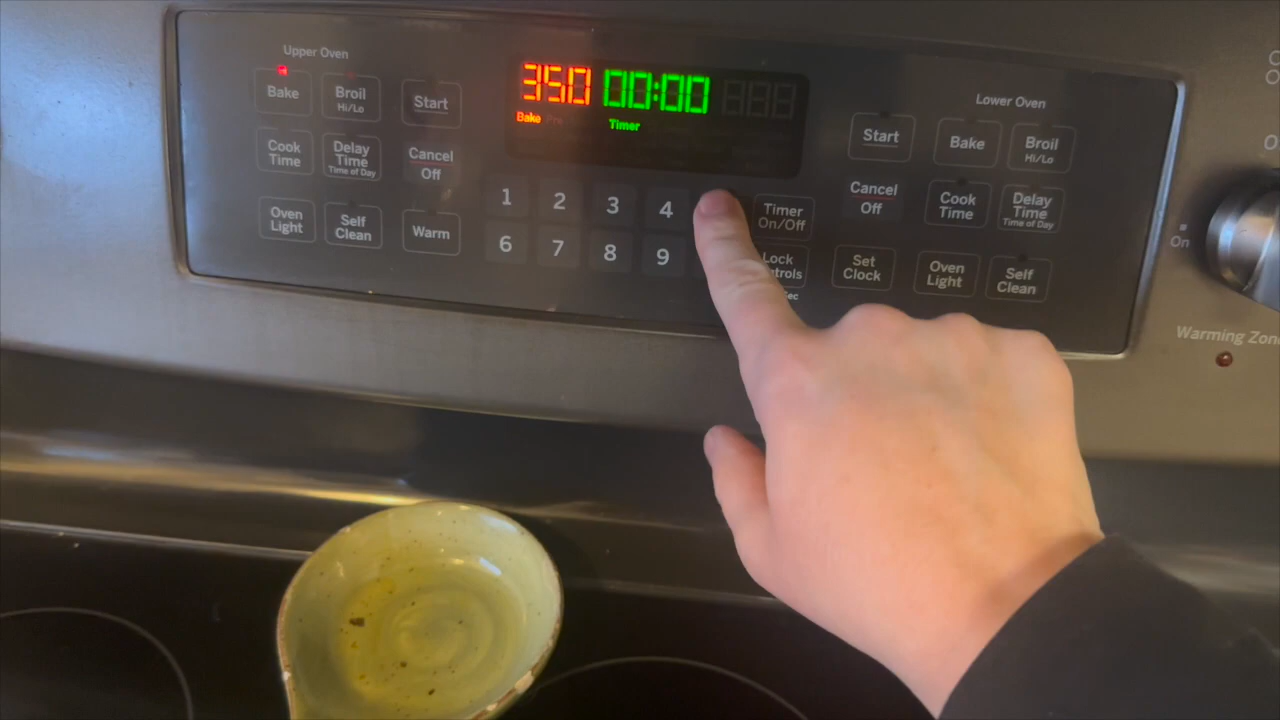 Upper Oven
Bake
Broil
Hi/Lo
Start
Cook
Time
Delay
Time
Time of Day
Cancel
Off
Oven
Light
Self
Clean
Warm
350 00:00
Bake Pre
Timer
1 2 3 4
6 7 8 9
Timer
On/Off
Lock
Lower Oven
Start
Bake
Broil
Hi/Lo
Cancel
Off
Cook
Time
Delay
Time
Time of Day
Set
Clock
Oven
Light
Self
Clean
On
Warming